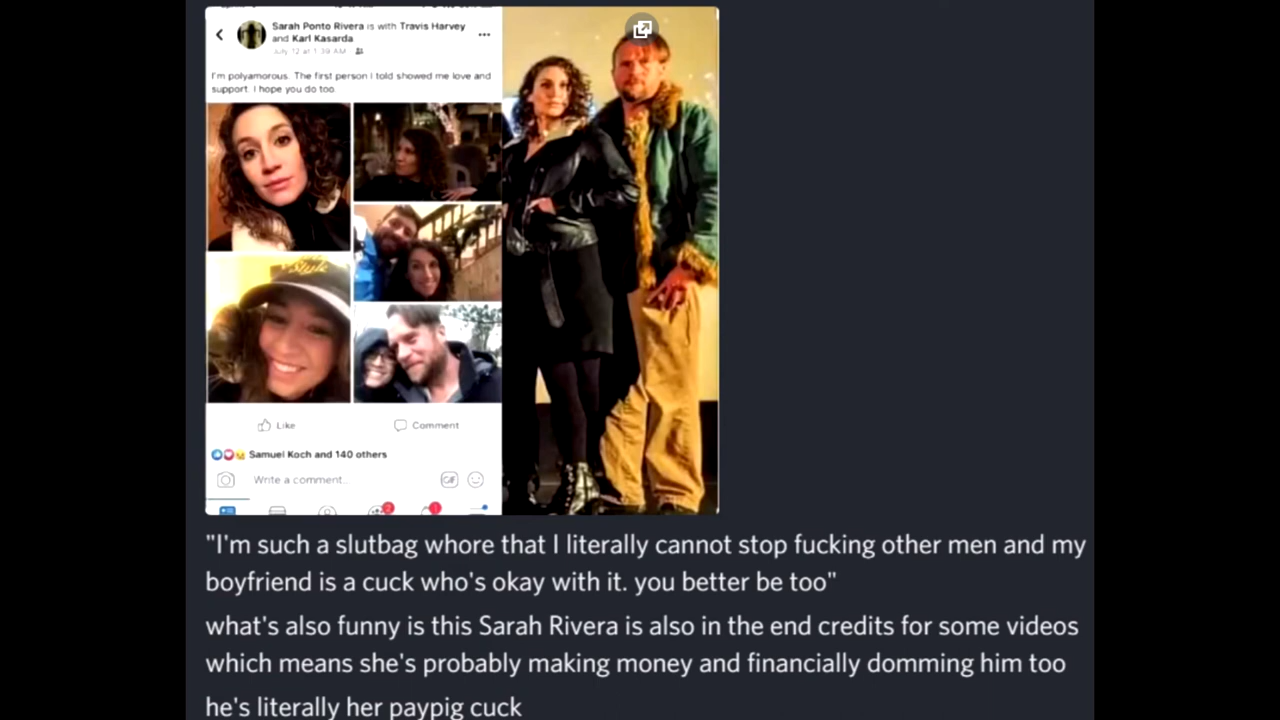 Sarah Ponto Rivera is with Travis Harvey
and Karl Kasarda
July 12 at 1:39 AM
I'm polyamorous. The first person I told showed me love and
support. I hope you do too.
Style
Like Comment
Samuel Koch and 140 others
Write a comment...
GIF
2 1
"I'm such a slutbag whore that I literally cannot stop fucking other men and my
boyfriend is a cuck who's okay with it. you better be too"
what's also funny is this Sarah Rivera is also in the end credits for some videos
which means she's probably making money and financially domming him too
he's literally her paypig cuck